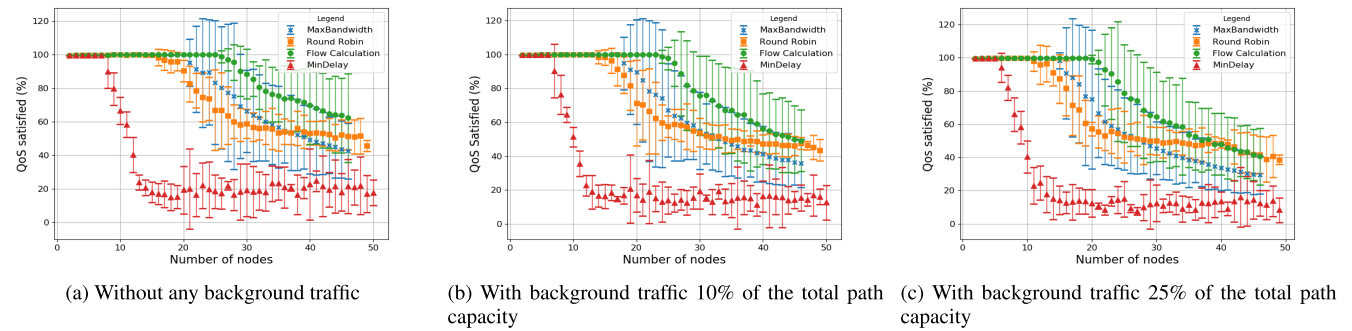 Legend
MaxBandwidth
Round Robin
Flow Calculation
MinDelay
QoS satisfied (%)
120
100
80
60
40
20
0
0 10 20 30 40 50
Number of nodes
(a) Without any background traffic
Legend
MaxBandwidth
Round Robin
Flow Calculation
MinDelay
QoS satisfied (%)
120
100
80
60
40
20
0
0 10 20 30 40 50
Number of nodes
(b) With background traffic 10% of the total path
capacity
Legend
MaxBandwidth
Round Robin
Flow Calculation
MinDelay
QoS satisfied (%)
120
100
80
60
40
20
0
0 10 20 30 40 50
Number of nodes
(c) With background traffic 25% of the total path
capacity